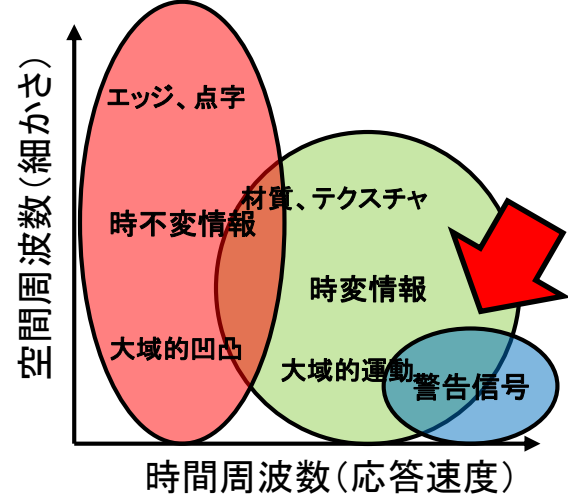 空間周波数(細かさ)
エッジ、点字
材質、テクスチャ
時不変情報
時変情報
大域的凹凸
大域的運動
警告信号
時間周波数(応答速度)